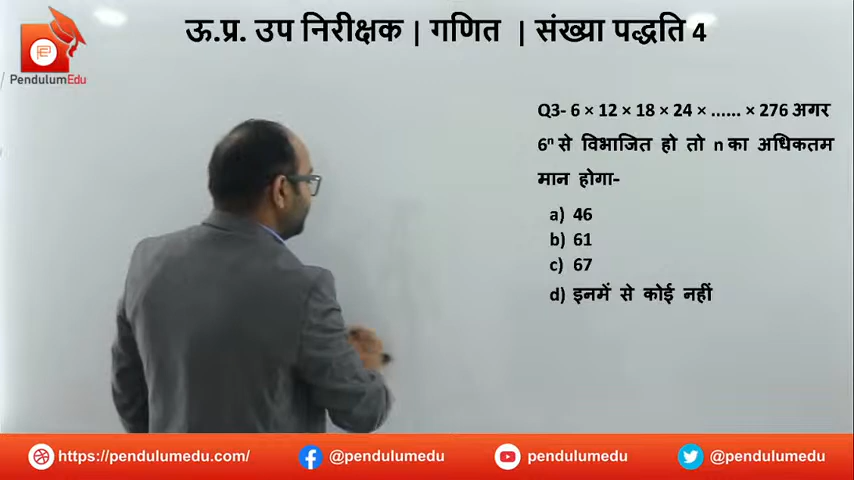 ऊ.प्र. उप निरीक्षक | गणित | संख्या पद्धति 4
PendulumEdu
Q3- 6 × 12 × 18 × 24 × ...... × 276 अगर
6ⁿ से विभाजित हो तो n का अधिकतम
मान होगा-
a) 46
b) 61
c) 67
d) इनमें से कोई नहीं
https://pendulumedu.com/ @pendulumedu pendulumedu @pendulumedu